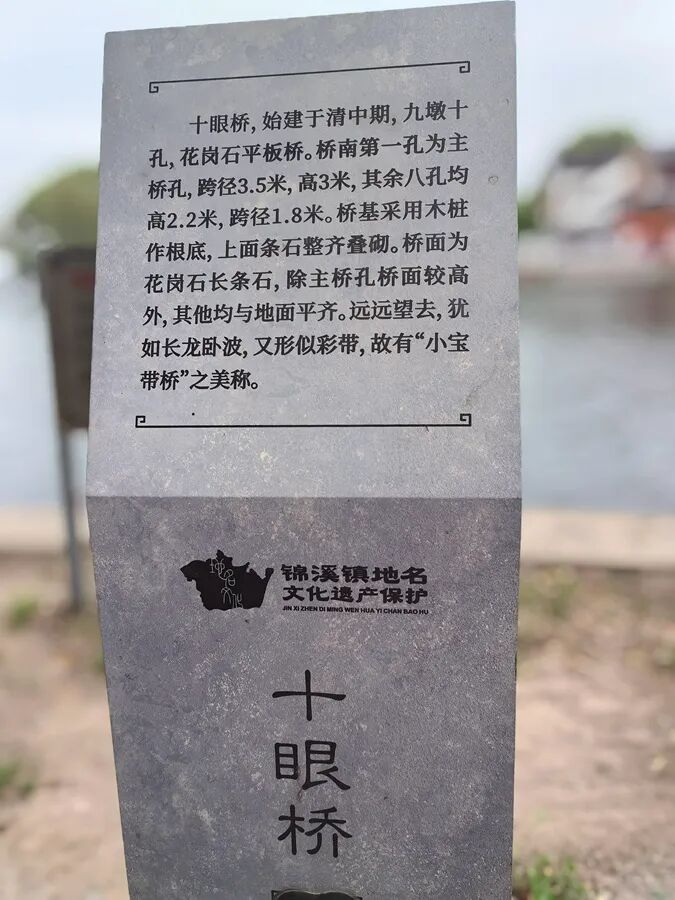 十眼桥，始建于清中期，九墩十
孔，花岗石平板桥。桥南第一孔为主
桥孔，跨径3.5米，高3米，其余八孔均
高2.2米，跨径1.8米。桥基采用木桩
作根底，上面条石整齐叠砌。桥面为
花岗石长条石，除主桥孔桥面较高
外，其他均与地面平齐。远远望去，犹
如长龙卧波，又形似彩带，故有“小宝
带桥”之美称。
地名
文化
锦溪镇地名
文化遗产保护
JIN XI ZHEN DI MING WEN HUA YI CHAN BAO HU
十眼桥